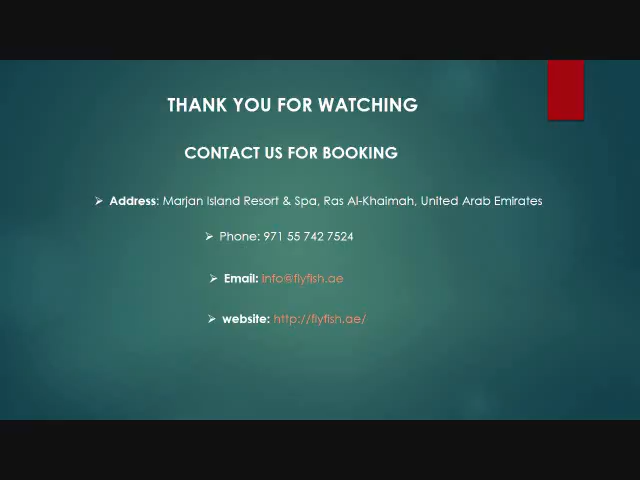 THANK YOU FOR WATCHING
CONTACT US FOR BOOKING
Address: Marjan Island Resort & Spa, Ras Al-Khaimah, United Arab Emirates
Phone: 971 55 742 7524
Email: info@flyfish.ae
website: http://flyfish.ae/